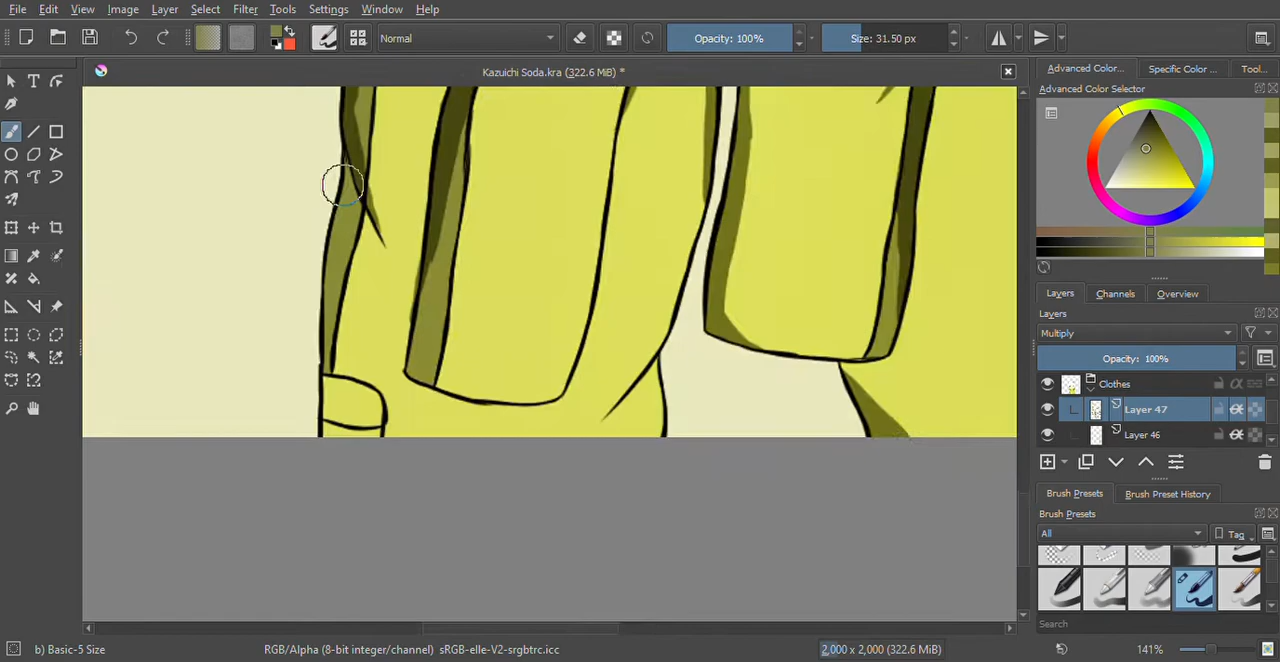 File Edit View Image Layer Select Filter Tools Settings Window Help
Normal Opacity: 100% Size: 31.50 px
Kazuichi Soda.kra (322.6 MiB) *
Advanced Color... Specific Color ... Tool...
Advanced Color Selector
Layers Channels Overview
Layers
Multiply
Opacity: 100%
Clothes
Layer 47
Layer 46
Brush Presets Brush Preset History
Brush Presets
All Tag
Search
b) Basic-5 Size RGB/Alpha (8-bit integer/channel) sRGB-elle-V2-srgbtrc.icc 2,000 x 2,000 (322.6 MiB) 141%